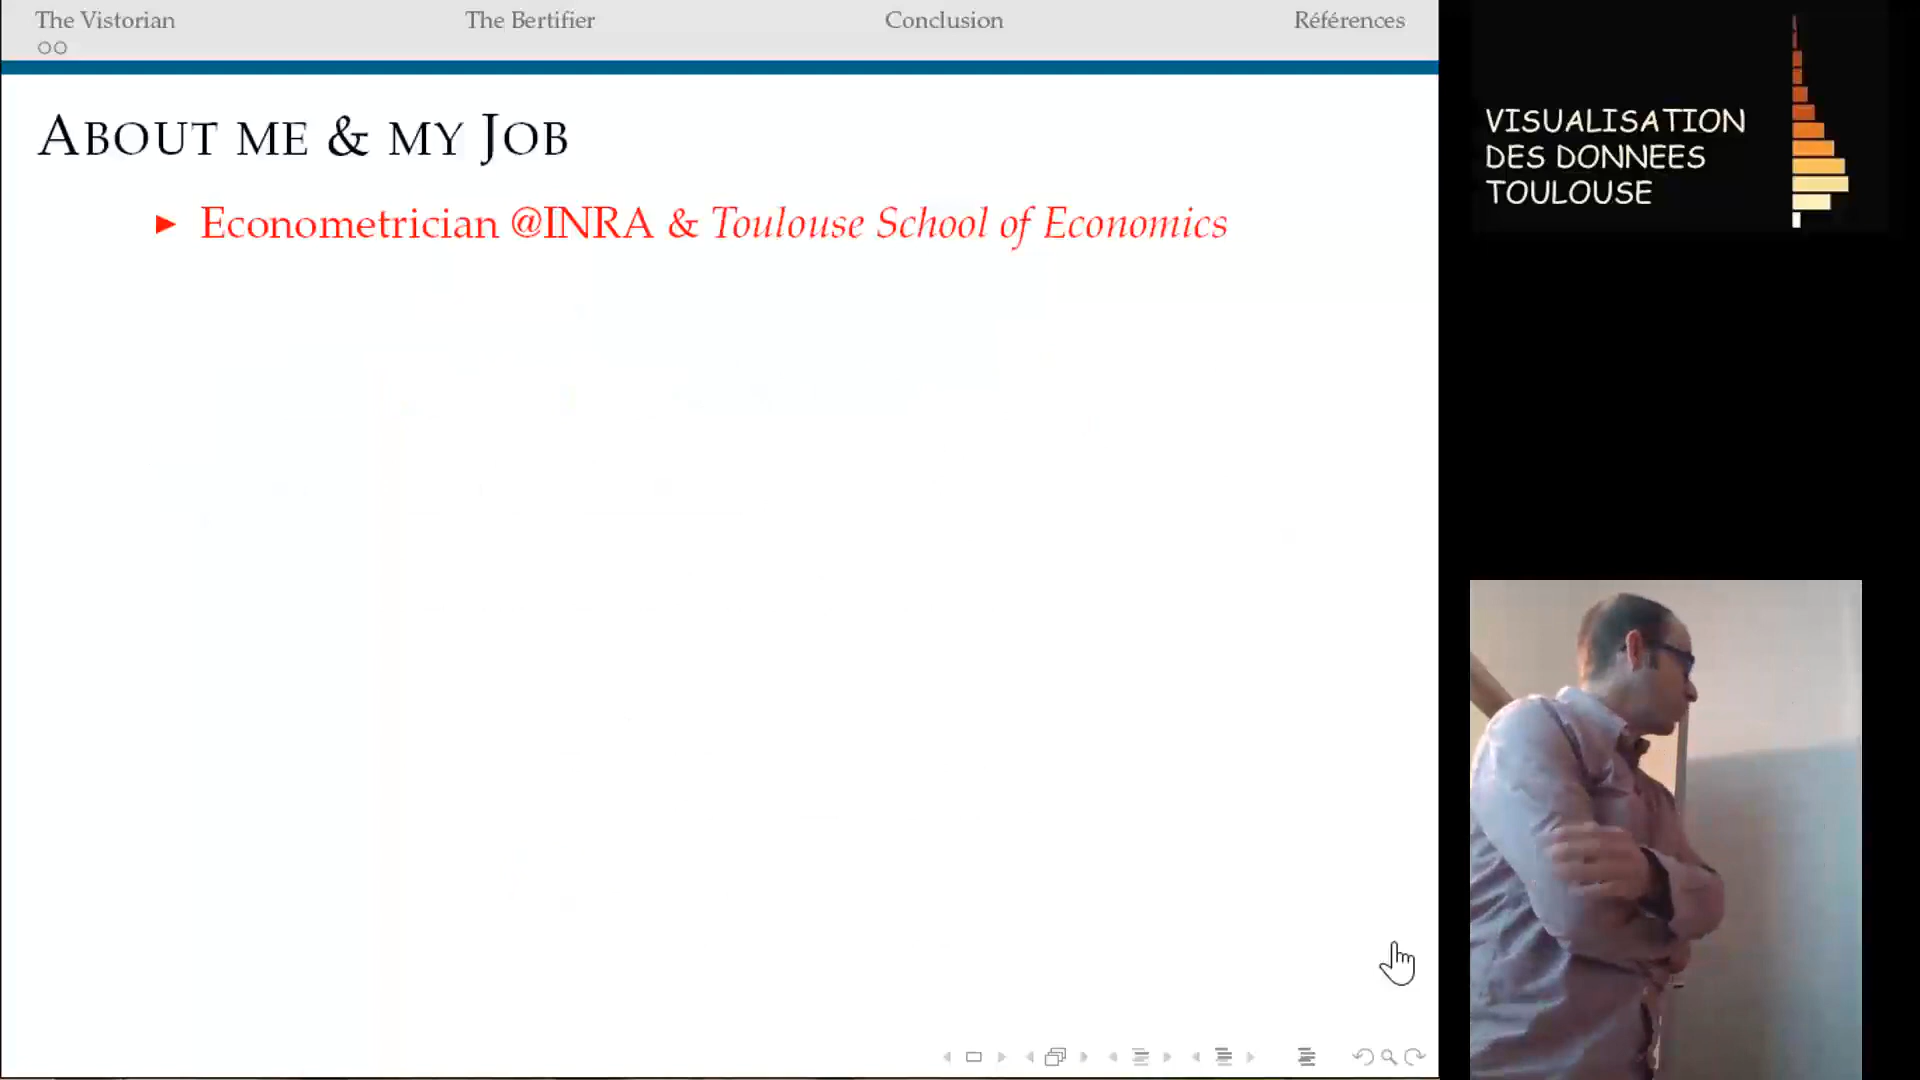 The Vistorian
The Bertifier
Conclusion
Références
ABOUT ME & MY JOB
Econometrician @INRA & Toulouse School of Economics
VISUALISATION
DES DONNEES
TOULOUSE